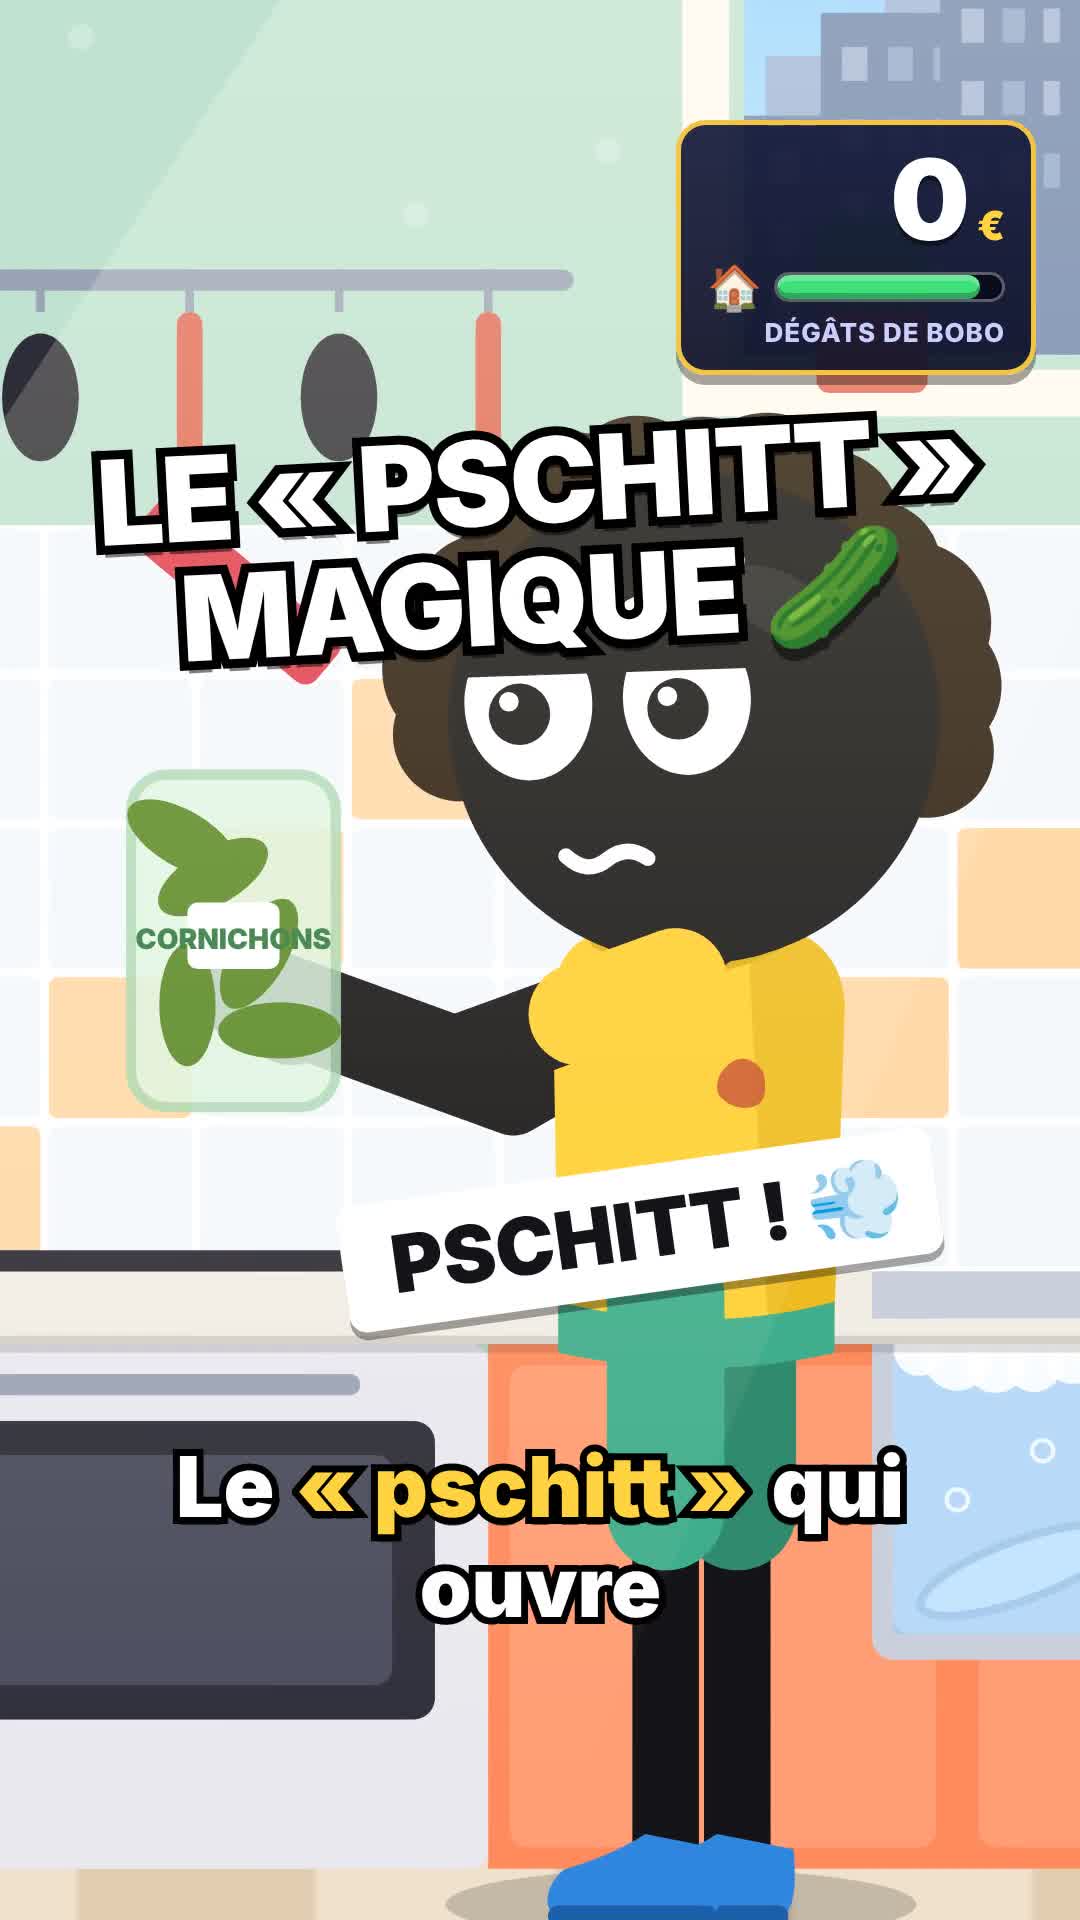 0 €
DÉGÂTS DE BOBO
LE « PSCHITT »
MAGIQUE
CORNICHONS
PSCHITT !
Le « pschitt » qui
ouvre